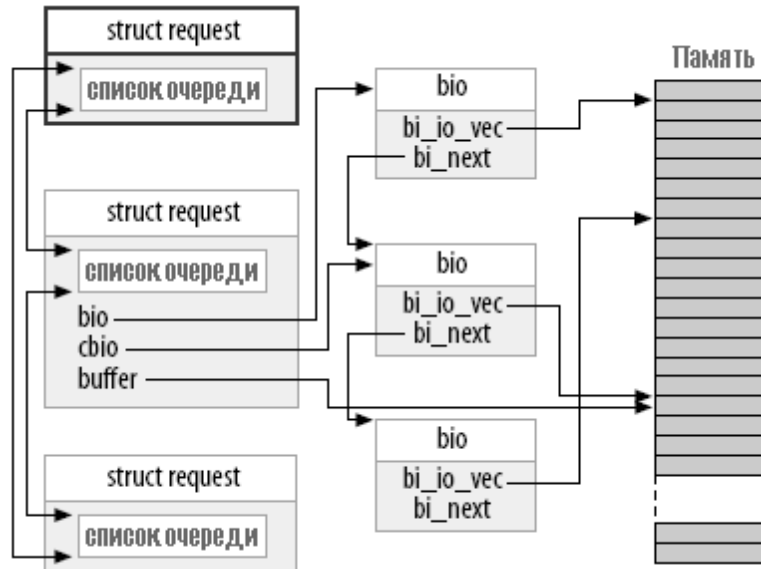 struct request
список очереди
struct request
список очереди
bio
cbio
buffer
struct request
список очереди
bio
bi_io_vec
bi_next
bio
bi_io_vec
bi_next
bio
bi_io_vec
bi_next
Память